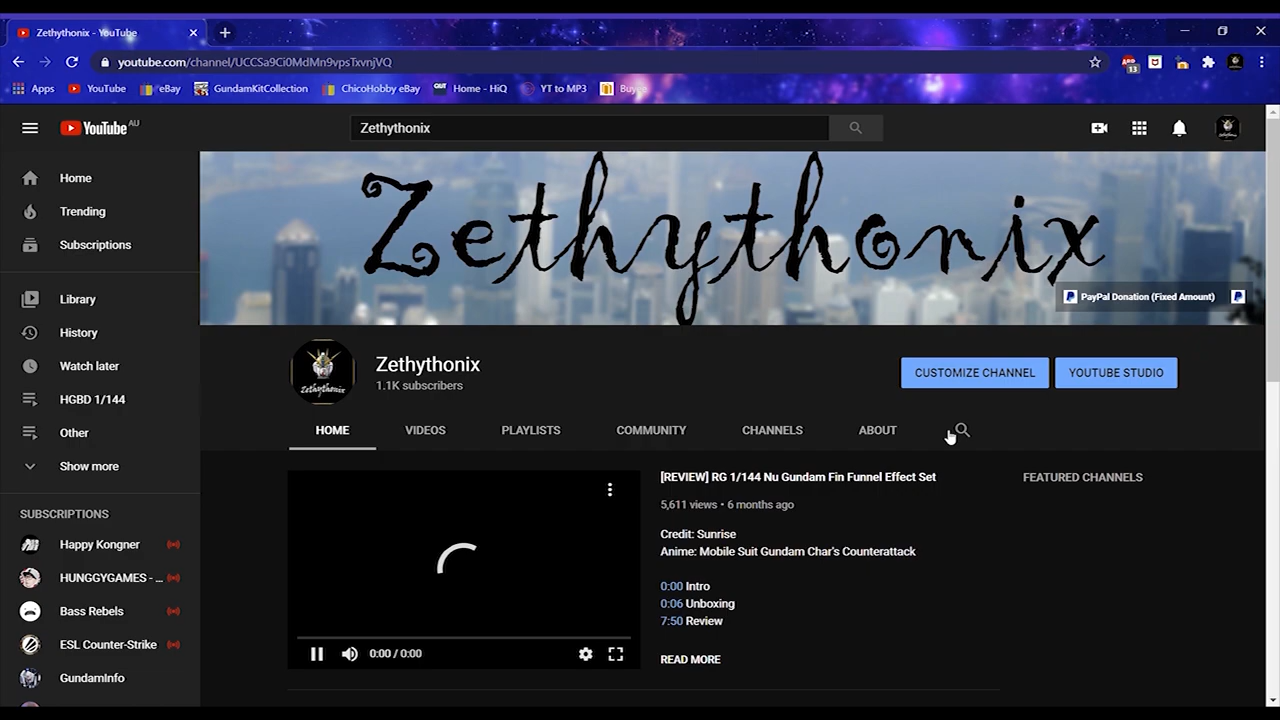 Zethythonix - YouTube
youtube.com/channel/UCCSa9Ci0MdMn9vpsTxvnjVQ
13
Apps
YouTube
eBay
GundamKitCollection
ChicoHobby eBay
Home - HiQ
YT to MP3
Buyee
YouTube AU
Zethythonix
Home
Trending
Subscriptions
Library
History
Watch later
HGBD 1/144
Other
Show more
SUBSCRIPTIONS
Happy Kongner
HUNGGYGAMES - ...
Bass Rebels
ESL Counter-Strike
GundamInfo
Zethythonix
PayPal Donation (Fixed Amount)
Zethythonix
Zethythonix
1.1K subscribers
CUSTOMIZE CHANNEL
YOUTUBE STUDIO
HOME
VIDEOS
PLAYLISTS
COMMUNITY
CHANNELS
ABOUT
0:00 / 0:00
[REVIEW] RG 1/144 Nu Gundam Fin Funnel Effect Set
5,611 views • 6 months ago
Credit: Sunrise
Anime: Mobile Suit Gundam Char's Counterattack
0:00 Intro
0:06 Unboxing
7:50 Review
READ MORE
FEATURED CHANNELS